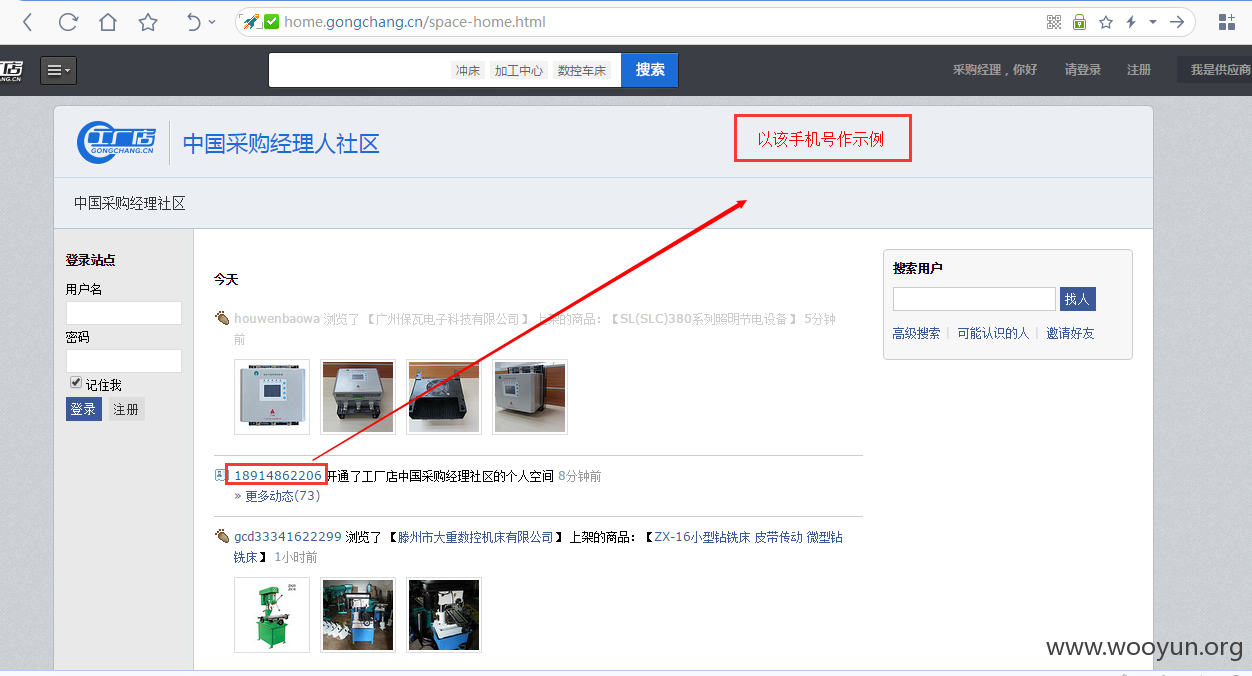 home.gongchang.cn/space-home.html
店
NG.CN
冲床 加工中心 数控车床 搜索
采购经理，你好 请登录 注册 我是供应商
工厂店
GONGCHANG.CN
中国采购经理人社区
以该手机号作示例
中国采购经理社区
登录站点
用户名
密码
记住我
登录 注册
今天
houwenbaowa 浏览了 【广州保瓦电子科技有限公司】 上架的商品：【SL(SLC)380系列照明节电设备】 5分钟
前
18914862206 开通了工厂店中国采购经理社区的个人空间 8分钟前
» 更多动态(73)
gcd33341622299 浏览了 【滕州市大重数控机床有限公司】 上架的商品：【ZX-16小型钻铣床 皮带传动 微型钻
铣床】 1小时前
搜索用户
找人
高级搜索 | 可能认识的人 | 邀请好友
www.wooyun.org